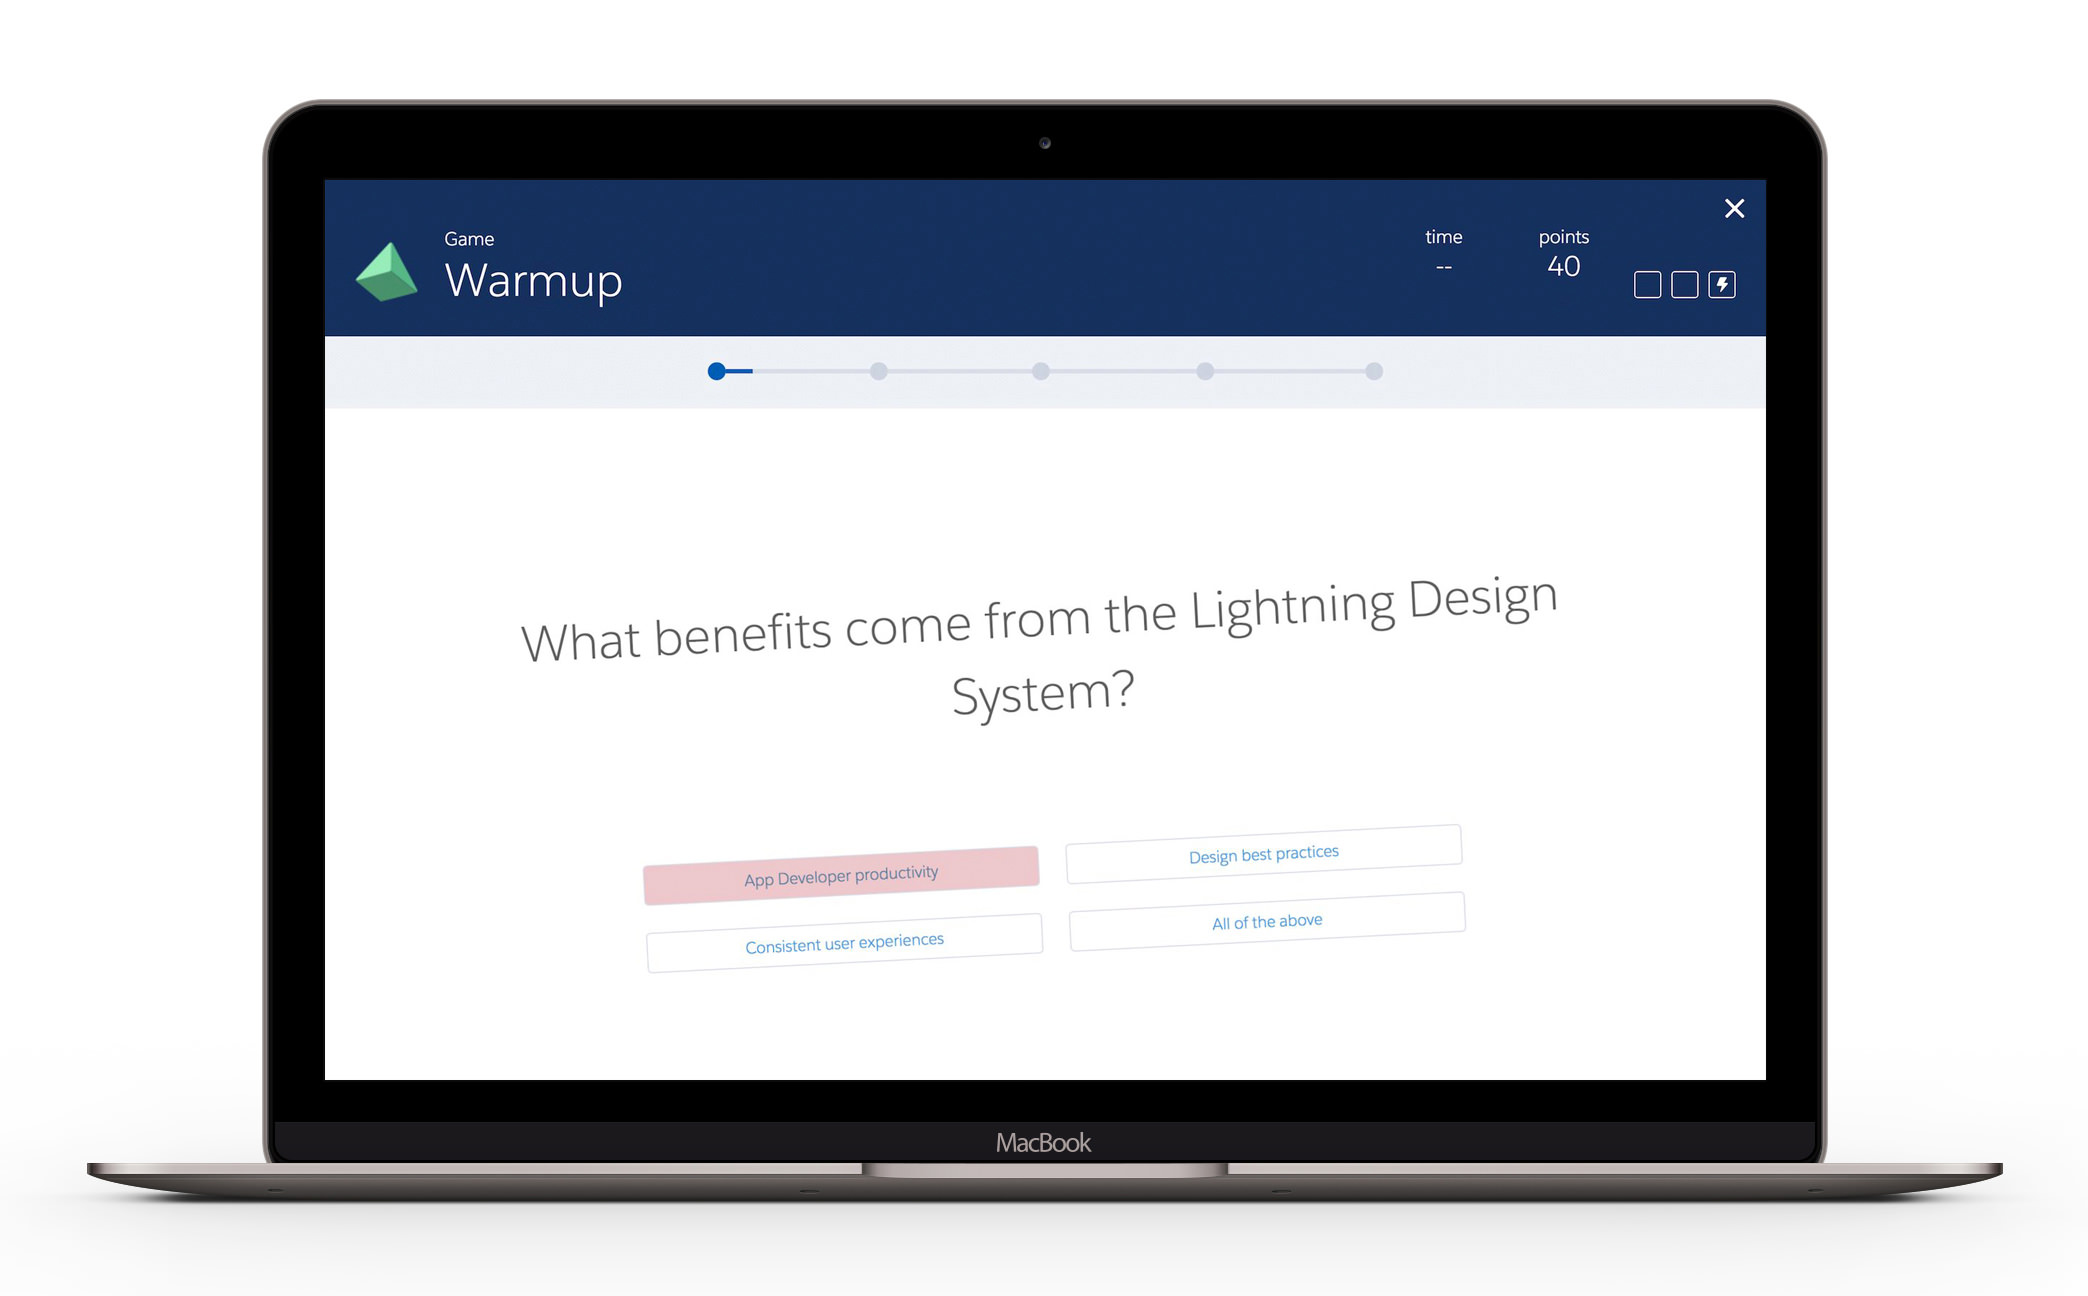 Game
Warmup
time
--
points
40
What benefits come from the Lightning Design
System?
App Developer productivity
Design best practices
Consistent user experiences
All of the above
MacBook